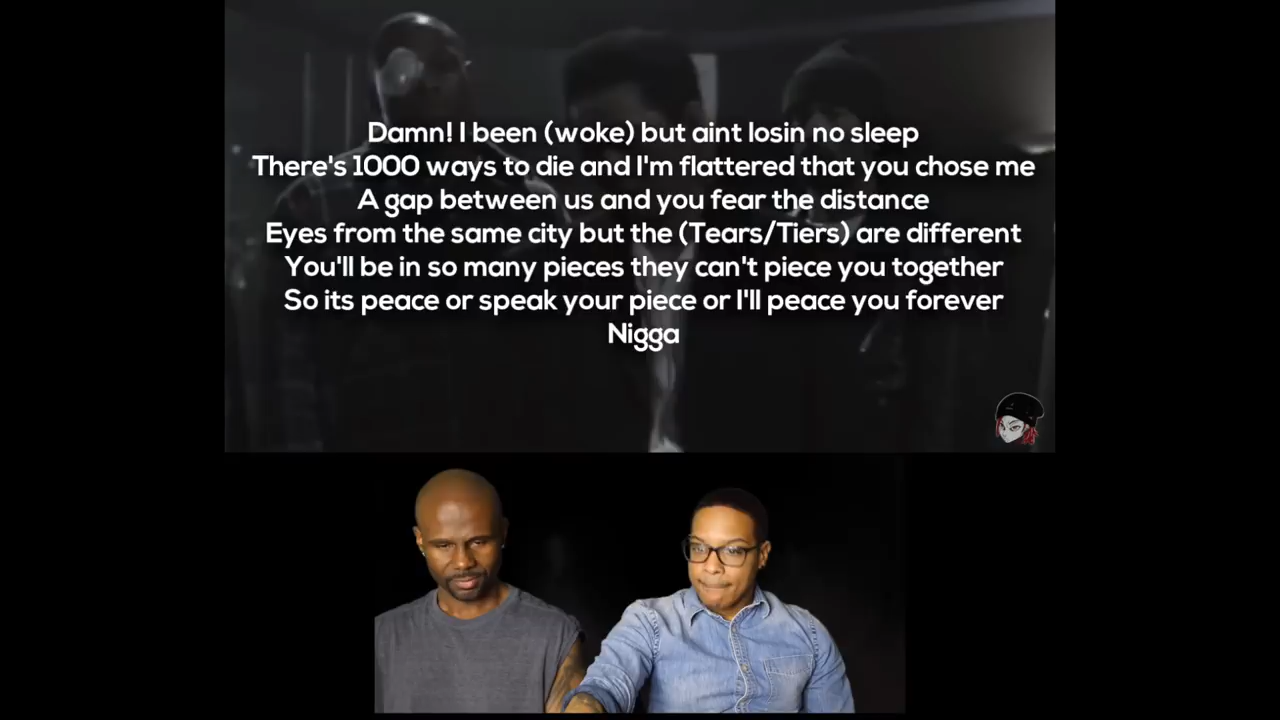 Damn! I been (woke) but aint losin no sleep
There's 1000 ways to die and I'm flattered that you chose me
A gap between us and you fear the distance
Eyes from the same city but the (Tears/Tiers) are different
You'll be in so many pieces they can't piece you together
So its peace or speak your piece or I'll peace you forever
Nigga